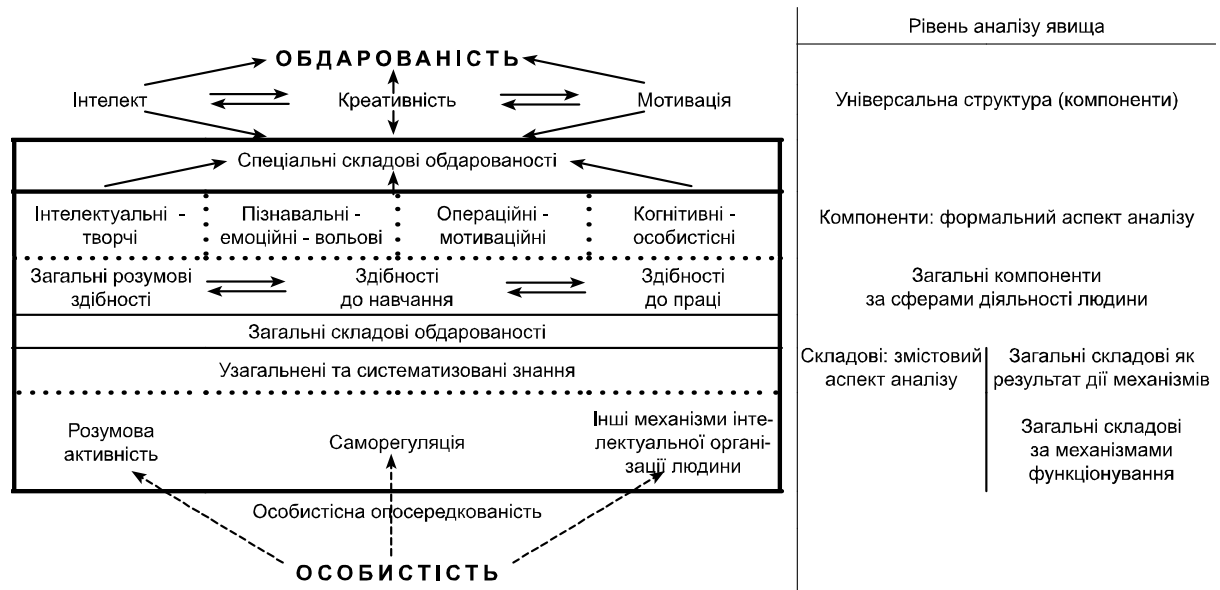 Рівень аналізу явища
ОБДАРОВАНІСТЬ
Інтелект
Креативність
Мотивація
Універсальна структура (компоненти)
Спеціальні складові обдарованості
Інтелектуальні -
творчі
Пізнавальні -
емоційні - вольові
Операційні -
мотиваційні
Когнітивні -
особистісні
Компоненти: формальний аспект аналізу
Загальні розумові
здібності
Здібності
до навчання
Здібності
до праці
Загальні компоненти
за сферами діяльності людини
Загальні складові обдарованості
Узагальнені та систематизовані знання
Складові: змістовий
аспект аналізу
Загальні складові як
результат дії механізмів
Розумова
активність
Саморегуляція
Інші механізми інте-
лектуальної органі-
зації людини
Загальні складові
за механізмами
функціонування
Особистісна опосередкованість
ОСОБИСТІСТЬ